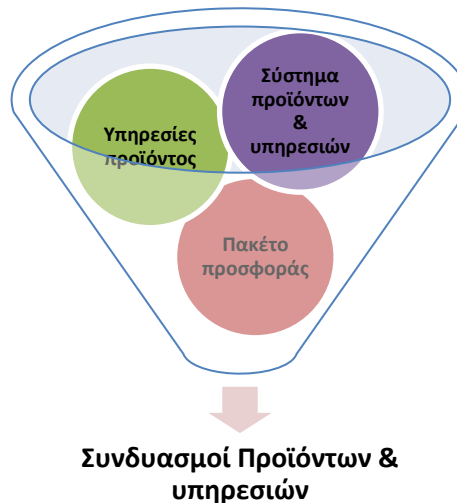 Σύστημα
προϊόντων
&
υπηρεσιών
Υπηρεσίες
προϊόντος
Πακέτο
προσφοράς
Συνδυασμοί Προϊόντων &
υπηρεσιών